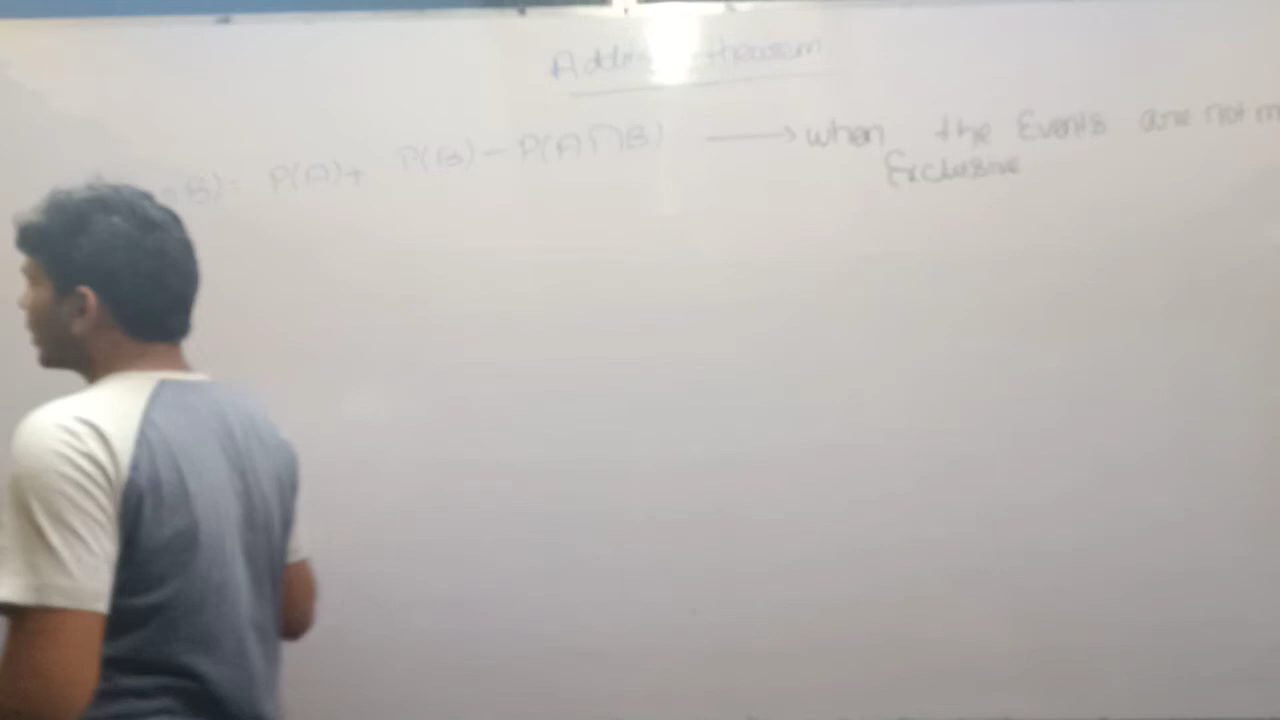 Addition theorem
B) = P(A) + P(B) - P(A∩B) → when the Events are not
Exclusive